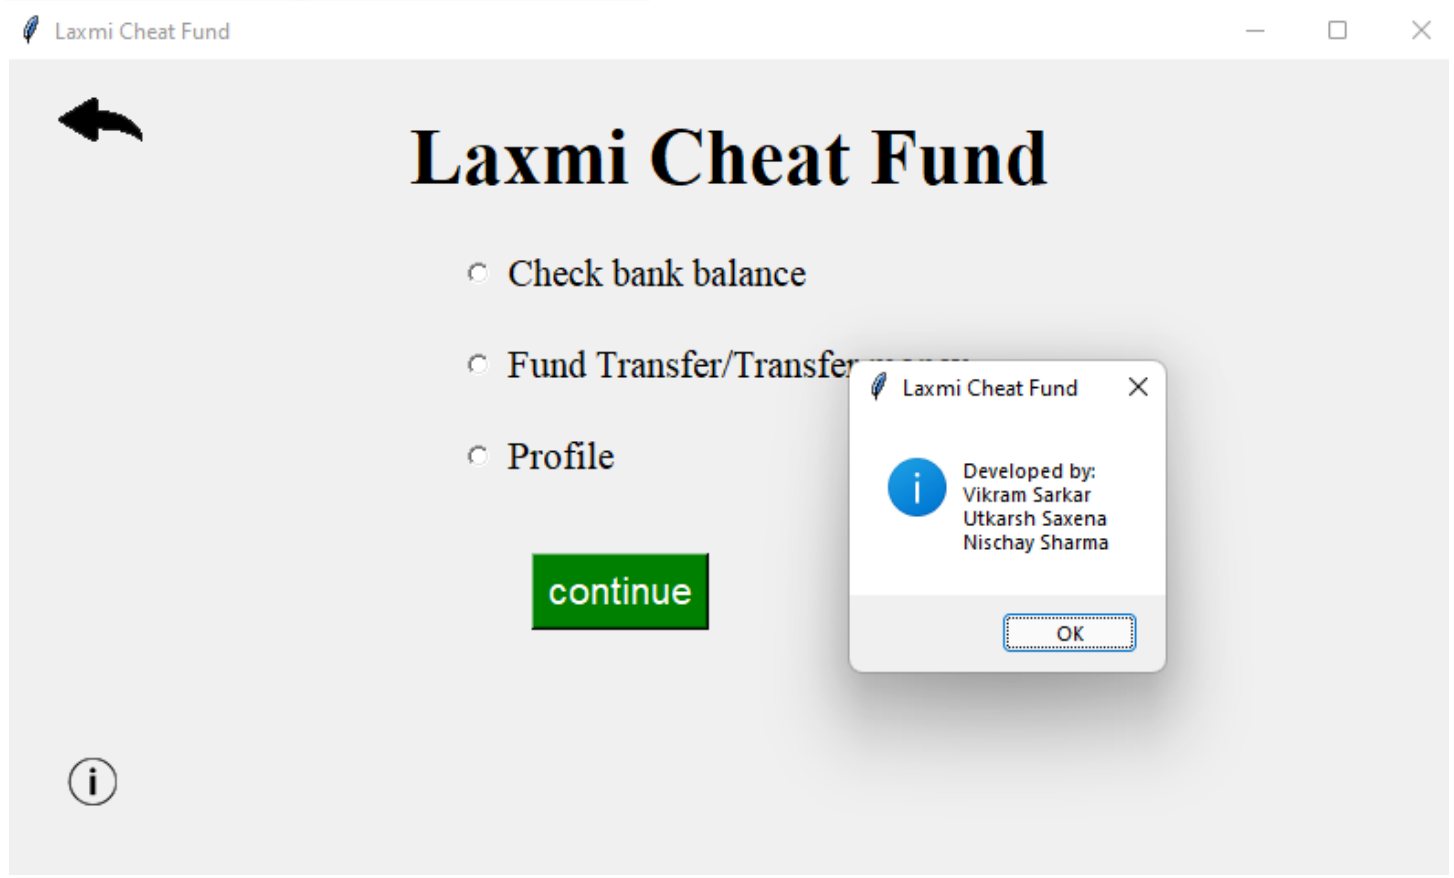 Laxmi Cheat Fund
Laxmi Cheat Fund
Check bank balance
Fund Transfer/Transfer
Profile
continue
Laxmi Cheat Fund
Developed by:
Vikram Sarkar
Utkarsh Saxena
Nischay Sharma
OK